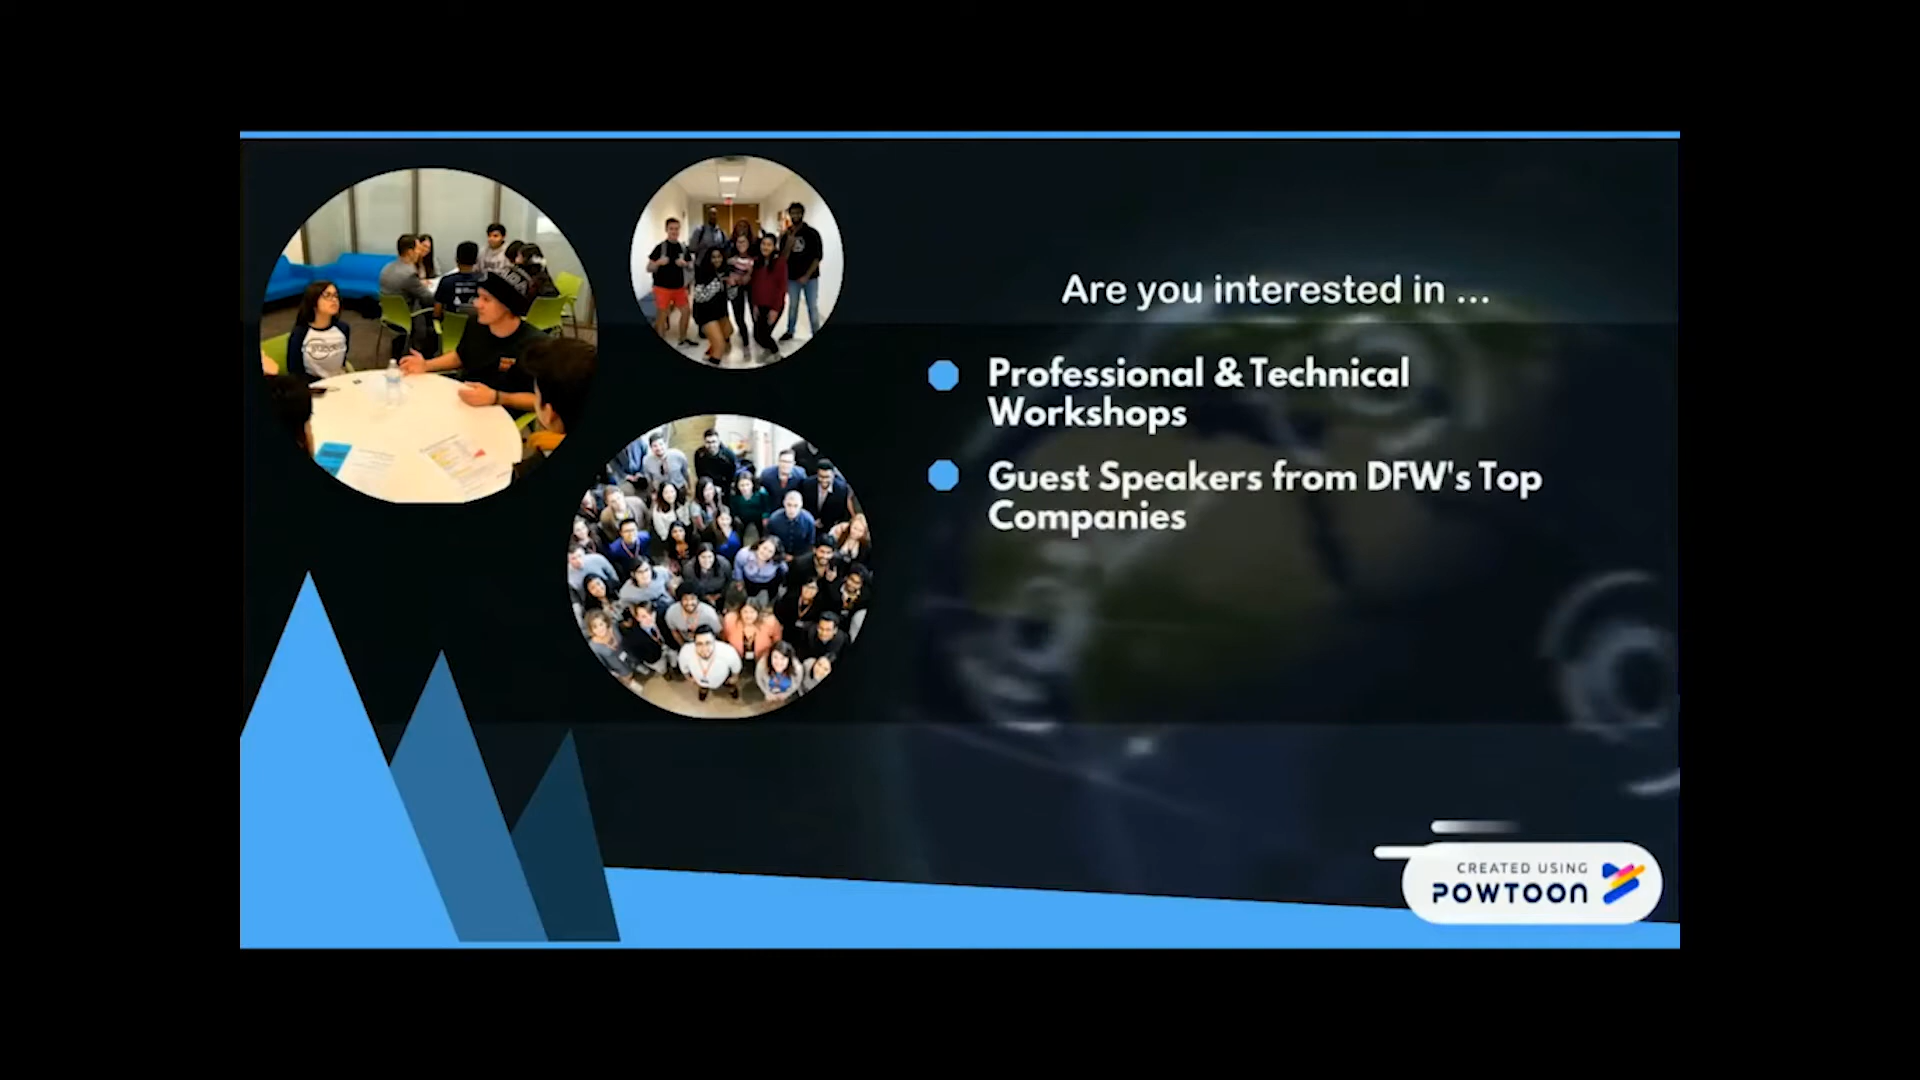 Are you interested in ...
Professional & Technical
Workshops
Guest Speakers from DFW's Top
Companies
CREATED USING
POWTOON